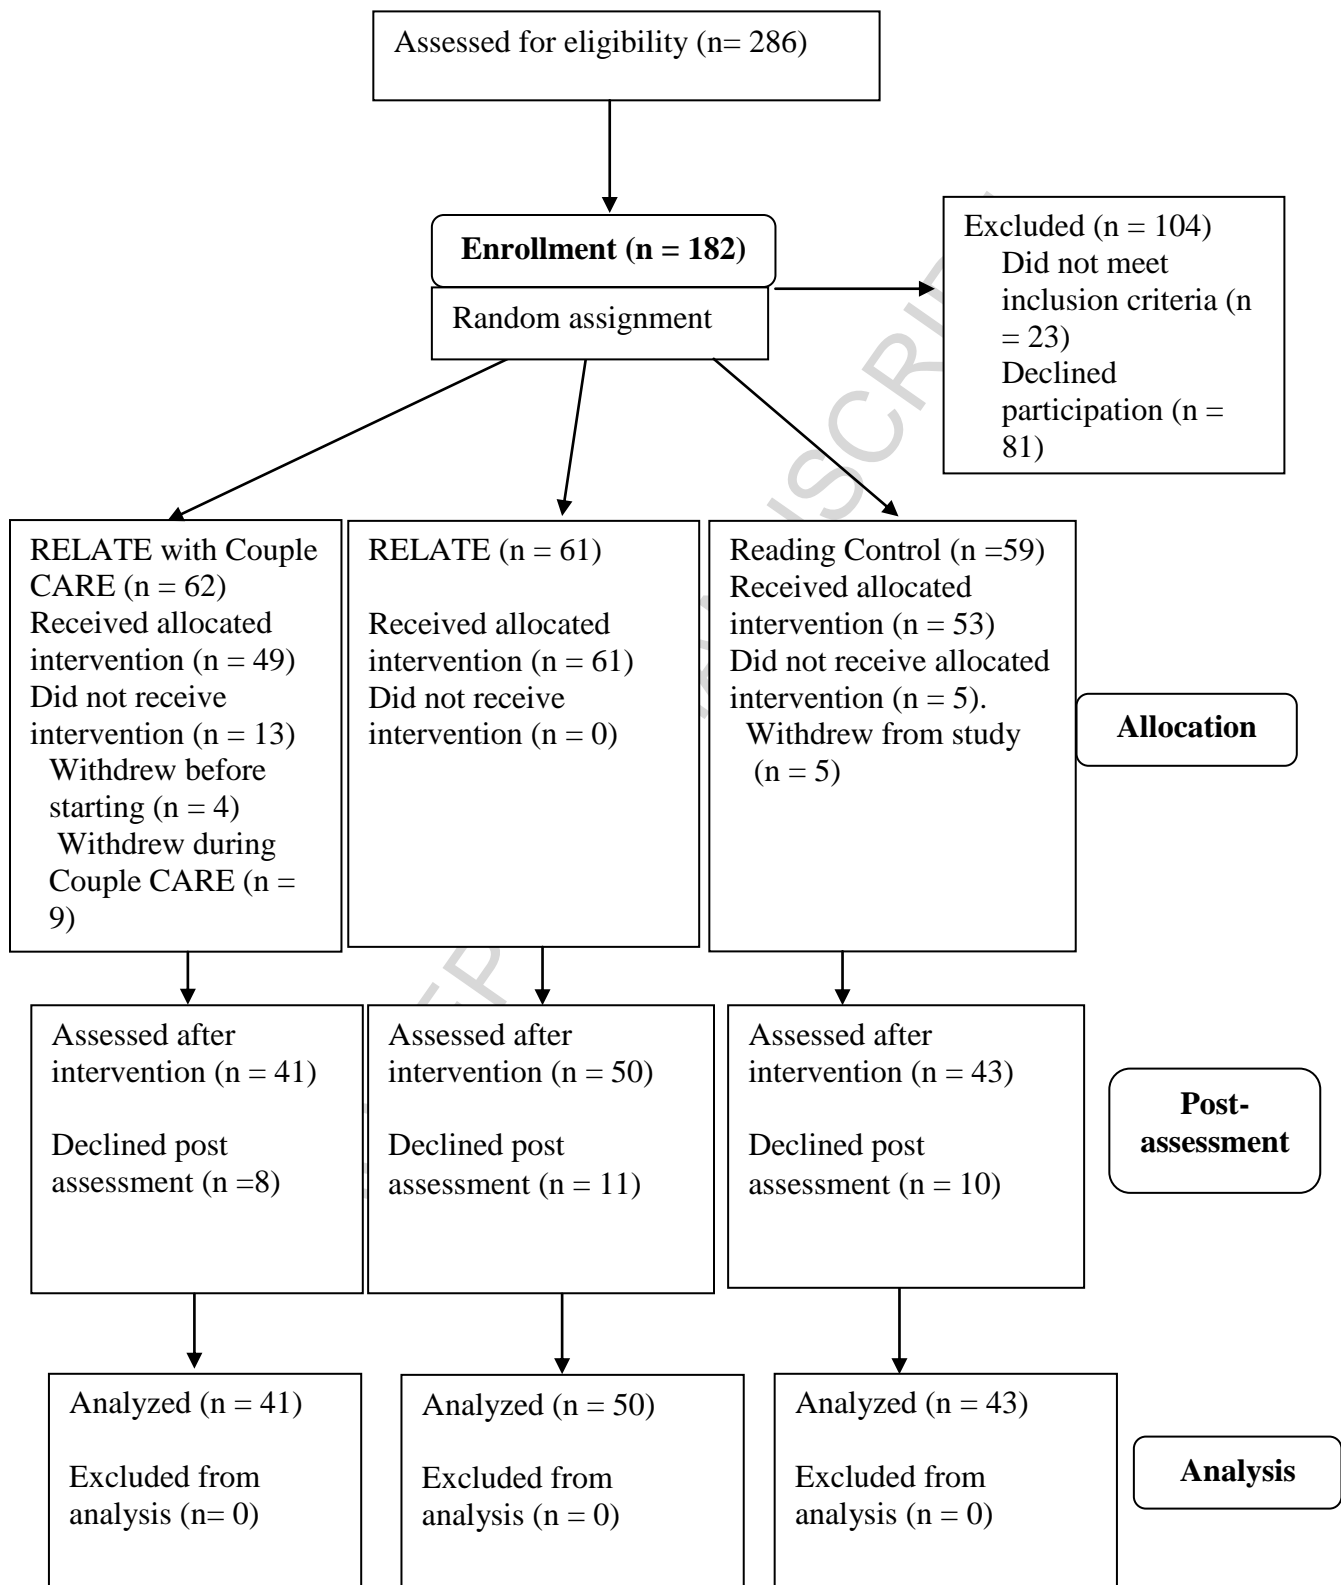 Assessed for eligibility (n= 286)
Enrollment (n = 182)
Random assignment
Excluded (n = 104)
Did not meet
inclusion criteria (n
= 23)
Declined
participation (n =
81)
RELATE with Couple
CARE (n = 62)
Received allocated
intervention (n = 49)
Did not receive
intervention (n = 13)
Withdrew before
starting (n = 4)
Withdrew during
Couple CARE (n =
9)
RELATE (n = 61)
Received allocated
intervention (n = 61)
Did not receive
intervention (n = 0)
Reading Control (n =59)
Received allocated
intervention (n = 53)
Did not receive allocated
intervention (n = 5).
Withdrew from study
(n = 5)
Allocation
Assessed after
intervention (n = 41)
Declined post
assessment (n =8)
Assessed after
intervention (n = 50)
Declined post
assessment (n = 11)
Assessed after
intervention (n = 43)
Declined post
assessment (n = 10)
Post-
assessment
Analyzed (n = 41)
Excluded from
analysis (n= 0)
Analyzed (n = 50)
Excluded from
analysis (n = 0)
Analyzed (n = 43)
Excluded from
analysis (n = 0)
Analysis